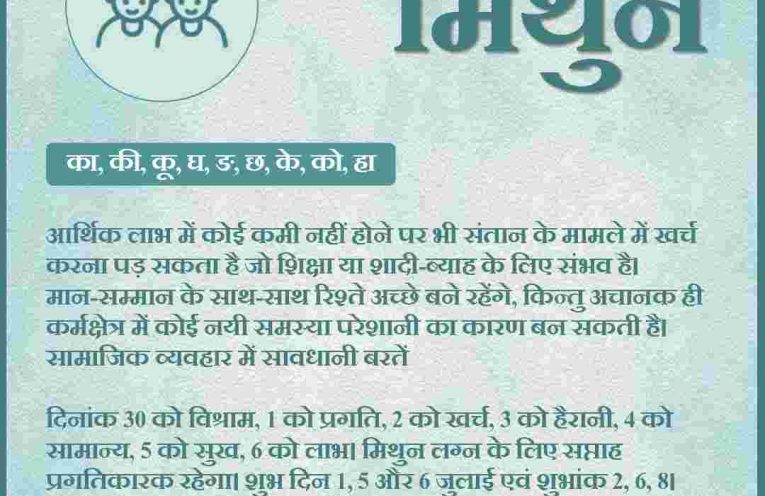 मिथुन
का, की, कू, घ, ङ, छ, के, को, हा
आर्थिक लाभ में कोई कमी नहीं होने पर भी संतान के मामले में खर्च
करना पड़ सकता है जो शिक्षा या शादी-ब्याह के लिए संभव है।
मान-सम्मान के साथ-साथ रिश्ते अच्छे बने रहेंगे, किन्तु अचानक ही
कर्मक्षेत्र में कोई नयी समस्या परेशानी का कारण बन सकती है।
सामाजिक व्यवहार में सावधानी बरतें
दिनांक 30 को विश्राम, 1 को प्रगति, 2 को खर्च, 3 को हैरानी, 4 को
सामान्य, 5 को सुख, 6 को लाभ। मिथुन लग्न के लिए सप्ताह
प्रगतिकारक रहेगा। शुभ दिन 1, 5 और 6 जुलाई एवं शुभांक 2, 6, 8।